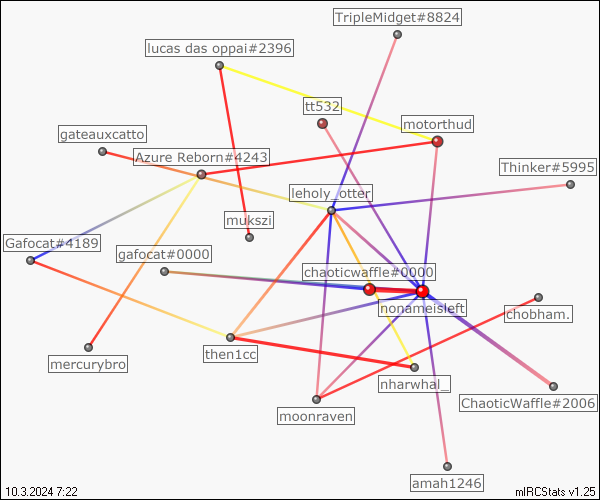 TripleMidget#8824
lucas das oppai#2396
tt532
motorthud
gateauxcatto
Azure Reborn#4243
Thinker#5995
leholy_otter
mukszi
Gafocat#4189
gafocat#0000
chaoticwaffle#0000
nonameisleft
chobham.
then1cc
mercurybro
nharwhal_
ChaoticWaffle#2006
moonraven
amah1246
10.3.2024 7:22
mIRCStats v1.25